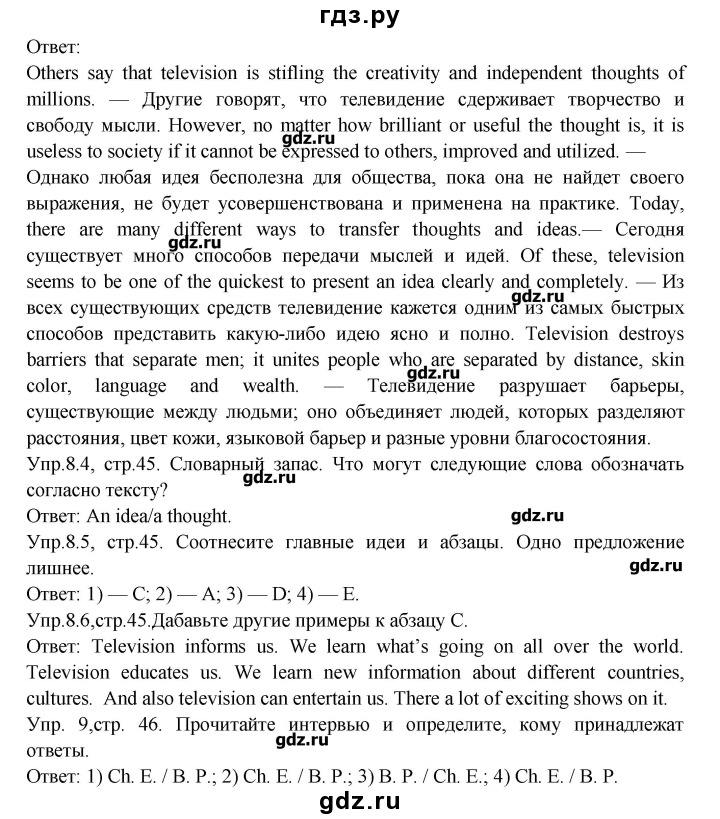 гдз.ру
Ответ:
Others say that television is stifling the creativity and independent thoughts of
millions. — Другие говорят, что телевидение сдерживает творчество и
свободу мысли. However, no matter how brilliant or useful the thought is, it is
gdz.ru
useless to society if it cannot be expressed to others, improved and utilized. —
Однако любая идея бесполезна для общества, пока она не найдет своего
выражения, не будет усовершенствована и применена на практике. Today,
there are many different ways to transfer thoughts and ideas.— Сегодня
gdz.ru
существует много способов передачи мыслей и идей. Of these, television
seems to be one of the quickest to present an idea clearly and completely. — Из
gdz.ru
всех существующих средств телевидение кажется одним из самых быстрых
способов представить какую-либо идею ясно и полно. Television destroys
barriers that separate men; it unites people who are separated by distance, skin
gdz.ru
color, language and wealth. — Телевидение разрушает барьеры,
существующие между людьми; оно объединяет людей, которых разделяют
расстояния, цвет кожи, языковой барьер и разные уровни благосостояния.
Упр.8.4, стр.45. Словарный запас. Что могут следующие слова обозначать
gdz.ru
согласно тексту?
Ответ: An idea/a thought.
gdz.ru
Упр.8.5, стр.45. Соотнесите главные идеи и абзацы. Одно предложение
лишнее.
gdz.ru
Ответ: 1) — C; 2) — A; 3) — D; 4) — E.
Упр.8.6,стр.45.Дабавьте другие примеры к абзацу С.
Ответ: Television informs us. We learn what’s going on all over the world.
Television educates us. We learn new information about different countries,
cultures. And also television can entertain us. There a lot of exciting shows on it.
Упр. 9,стр. 46. Прочитайте интервью и определите, кому принадлежат
gdz.ru
ответы.
Ответ: 1) Ch. E. / B. P.; 2) Ch. E. / B. P.; 3) B. P. / Ch. E.; 4) Ch. E. / B. P.
gdz.ru